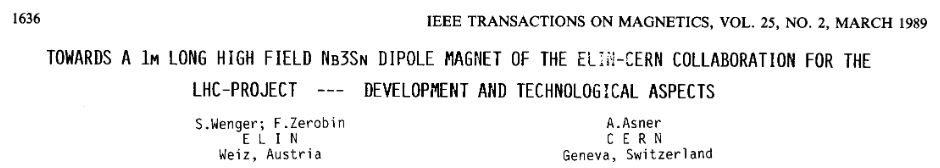 1636 IEEE TRANSACTIONS ON MAGNETICS, VOL. 25, NO. 2, MARCH 1989
TOWARDS A 1M LONG HIGH FIELD NB3SN DIPOLE MAGNET OF THE ELIN-CERN COLLABORATION FOR THE
LHC-PROJECT --- DEVELOPMENT AND TECHNOLOGICAL ASPECTS
S.Wenger; F.Zerobin A.Asner
E L I N C E R N
Weiz, Austria Geneva, Switzerland